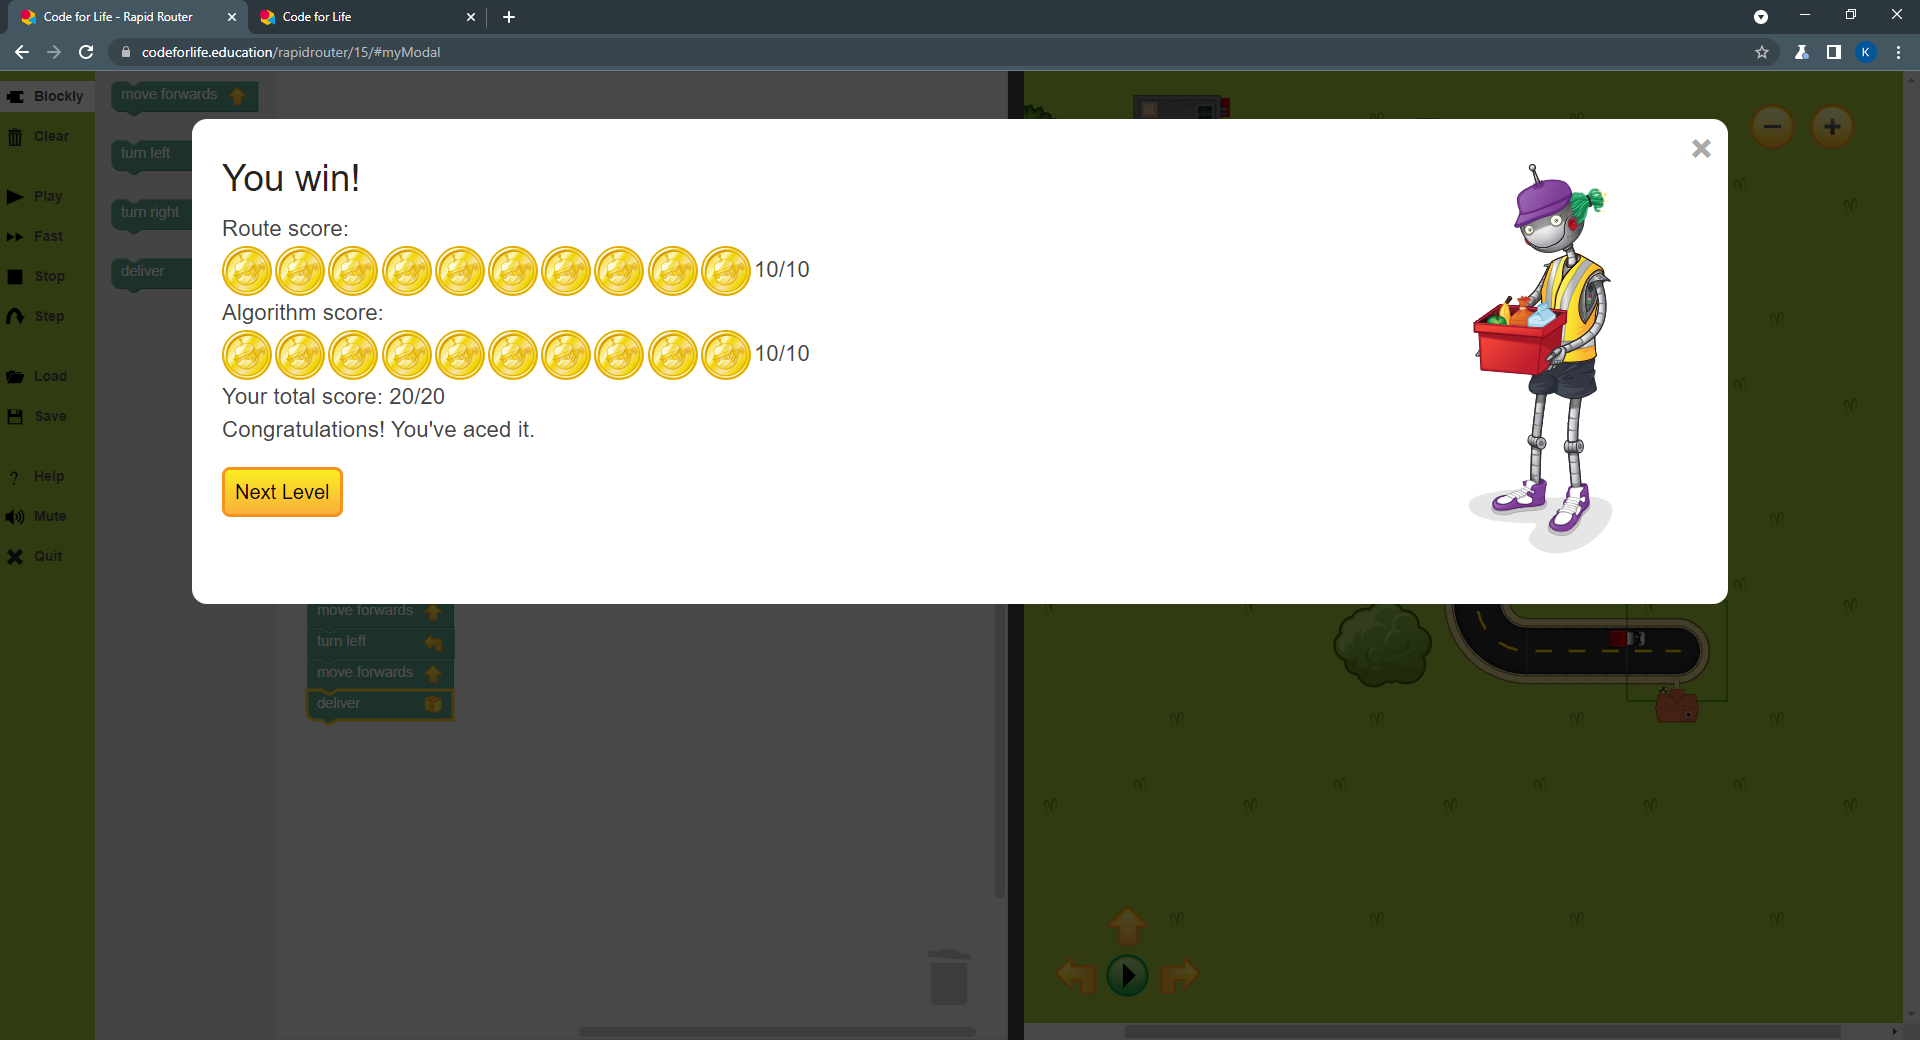 Code for Life - Rapid Router
Code for Life
codeforlife.education/rapidrouter/15/#myModal
K
Blockly
Clear
Play
Fast
Stop
Step
Load
Save
? Help
Mute
Quit
move forwards
turn left
turn right
deliver
You win!
Route score:
10/10
Algorithm score:
10/10
Your total score: 20/20
Congratulations! You've aced it.
Next Level
move forwards
turn left
move forwards
deliver